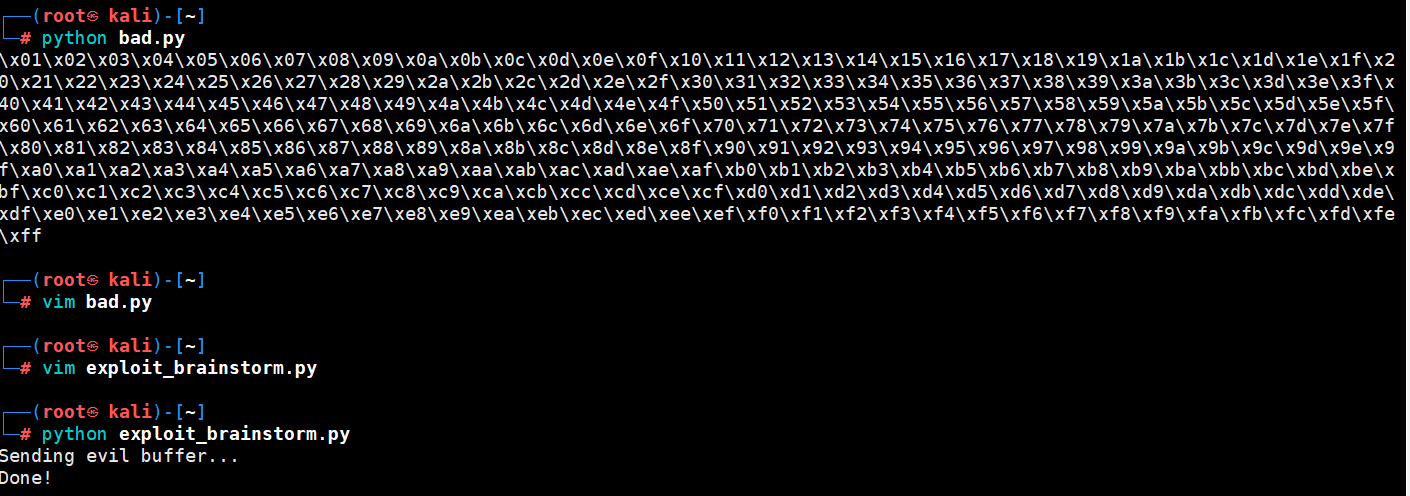 ┌──(root㉿ kali)-[~]
└─# python bad.py
\x01\x02\x03\x04\x05\x06\x07\x08\x09\x0a\x0b\x0c\x0d\x0e\x0f\x10\x11\x12\x13\x14\x15\x16\x17\x18\x19\x1a\x1b\x1c\x1d\x1e\x1f\x2
0\x21\x22\x23\x24\x25\x26\x27\x28\x29\x2a\x2b\x2c\x2d\x2e\x2f\x30\x31\x32\x33\x34\x35\x36\x37\x38\x39\x3a\x3b\x3c\x3d\x3e\x3f\x
40\x41\x42\x43\x44\x45\x46\x47\x48\x49\x4a\x4b\x4c\x4d\x4e\x4f\x50\x51\x52\x53\x54\x55\x56\x57\x58\x59\x5a\x5b\x5c\x5d\x5e\x5f\
x60\x61\x62\x63\x64\x65\x66\x67\x68\x69\x6a\x6b\x6c\x6d\x6e\x6f\x70\x71\x72\x73\x74\x75\x76\x77\x78\x79\x7a\x7b\x7c\x7d\x7e\x7f
\x80\x81\x82\x83\x84\x85\x86\x87\x88\x89\x8a\x8b\x8c\x8d\x8e\x8f\x90\x91\x92\x93\x94\x95\x96\x97\x98\x99\x9a\x9b\x9c\x9d\x9e\x9
f\xa0\xa1\xa2\xa3\xa4\xa5\xa6\xa7\xa8\xa9\xaa\xab\xac\xad\xae\xaf\xb0\xb1\xb2\xb3\xb4\xb5\xb6\xb7\xb8\xb9\xba\xbb\xbc\xbd\xbe\x
bf\xc0\xc1\xc2\xc3\xc4\xc5\xc6\xc7\xc8\xc9\xca\xcb\xcc\xcd\xce\xcf\xd0\xd1\xd2\xd3\xd4\xd5\xd6\xd7\xd8\xd9\xda\xdb\xdc\xdd\xde\
xdf\xe0\xe1\xe2\xe3\xe4\xe5\xe6\xe7\xe8\xe9\xea\xeb\xec\xed\xee\xef\xf0\xf1\xf2\xf3\xf4\xf5\xf6\xf7\xf8\xf9\xfa\xfb\xfc\xfd\xfe
\xff
┌──(root㉿ kali)-[~]
└─# vim bad.py
┌──(root㉿ kali)-[~]
└─# vim exploit_brainstorm.py
┌──(root㉿ kali)-[~]
└─# python exploit_brainstorm.py
Sending evil buffer...
Done!